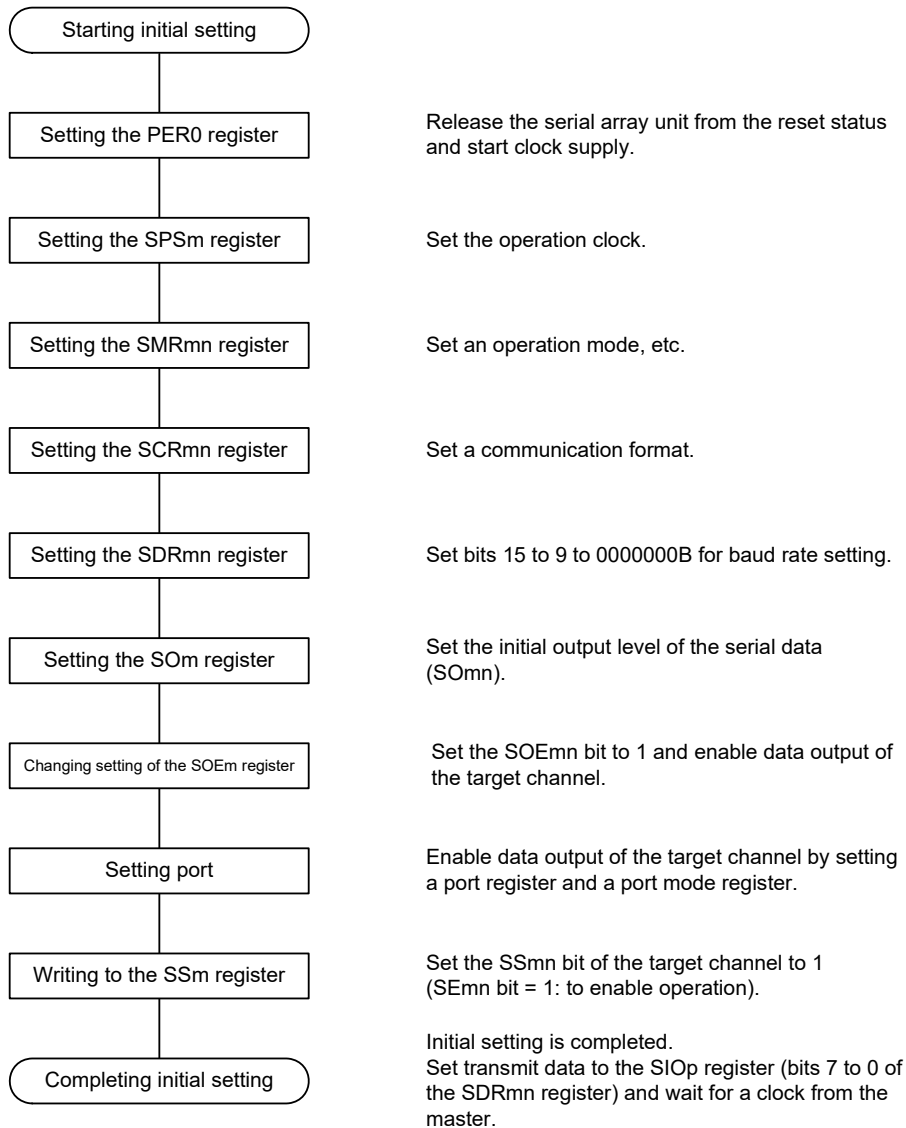 Starting initial setting
Setting the PER0 register
Release the serial array unit from the reset status
and start clock supply.
Setting the SPSm register
Set the operation clock.
Setting the SMRmn register
Set an operation mode, etc.
Setting the SCRmn register
Set a communication format.
Setting the SDRmn register
Set bits 15 to 9 to 0000000B for baud rate setting.
Setting the SOm register
Set the initial output level of the serial data
(SOmn).
Changing setting of the SOEm register
Set the SOEmn bit to 1 and enable data output of
the target channel.
Setting port
Enable data output of the target channel by setting
a port register and a port mode register.
Writing to the SSm register
Set the SSmn bit of the target channel to 1
(SEmn bit = 1: to enable operation).
Completing initial setting
Initial setting is completed.
Set transmit data to the SIOp register (bits 7 to 0 of
the SDRmn register) and wait for a clock from the
master.